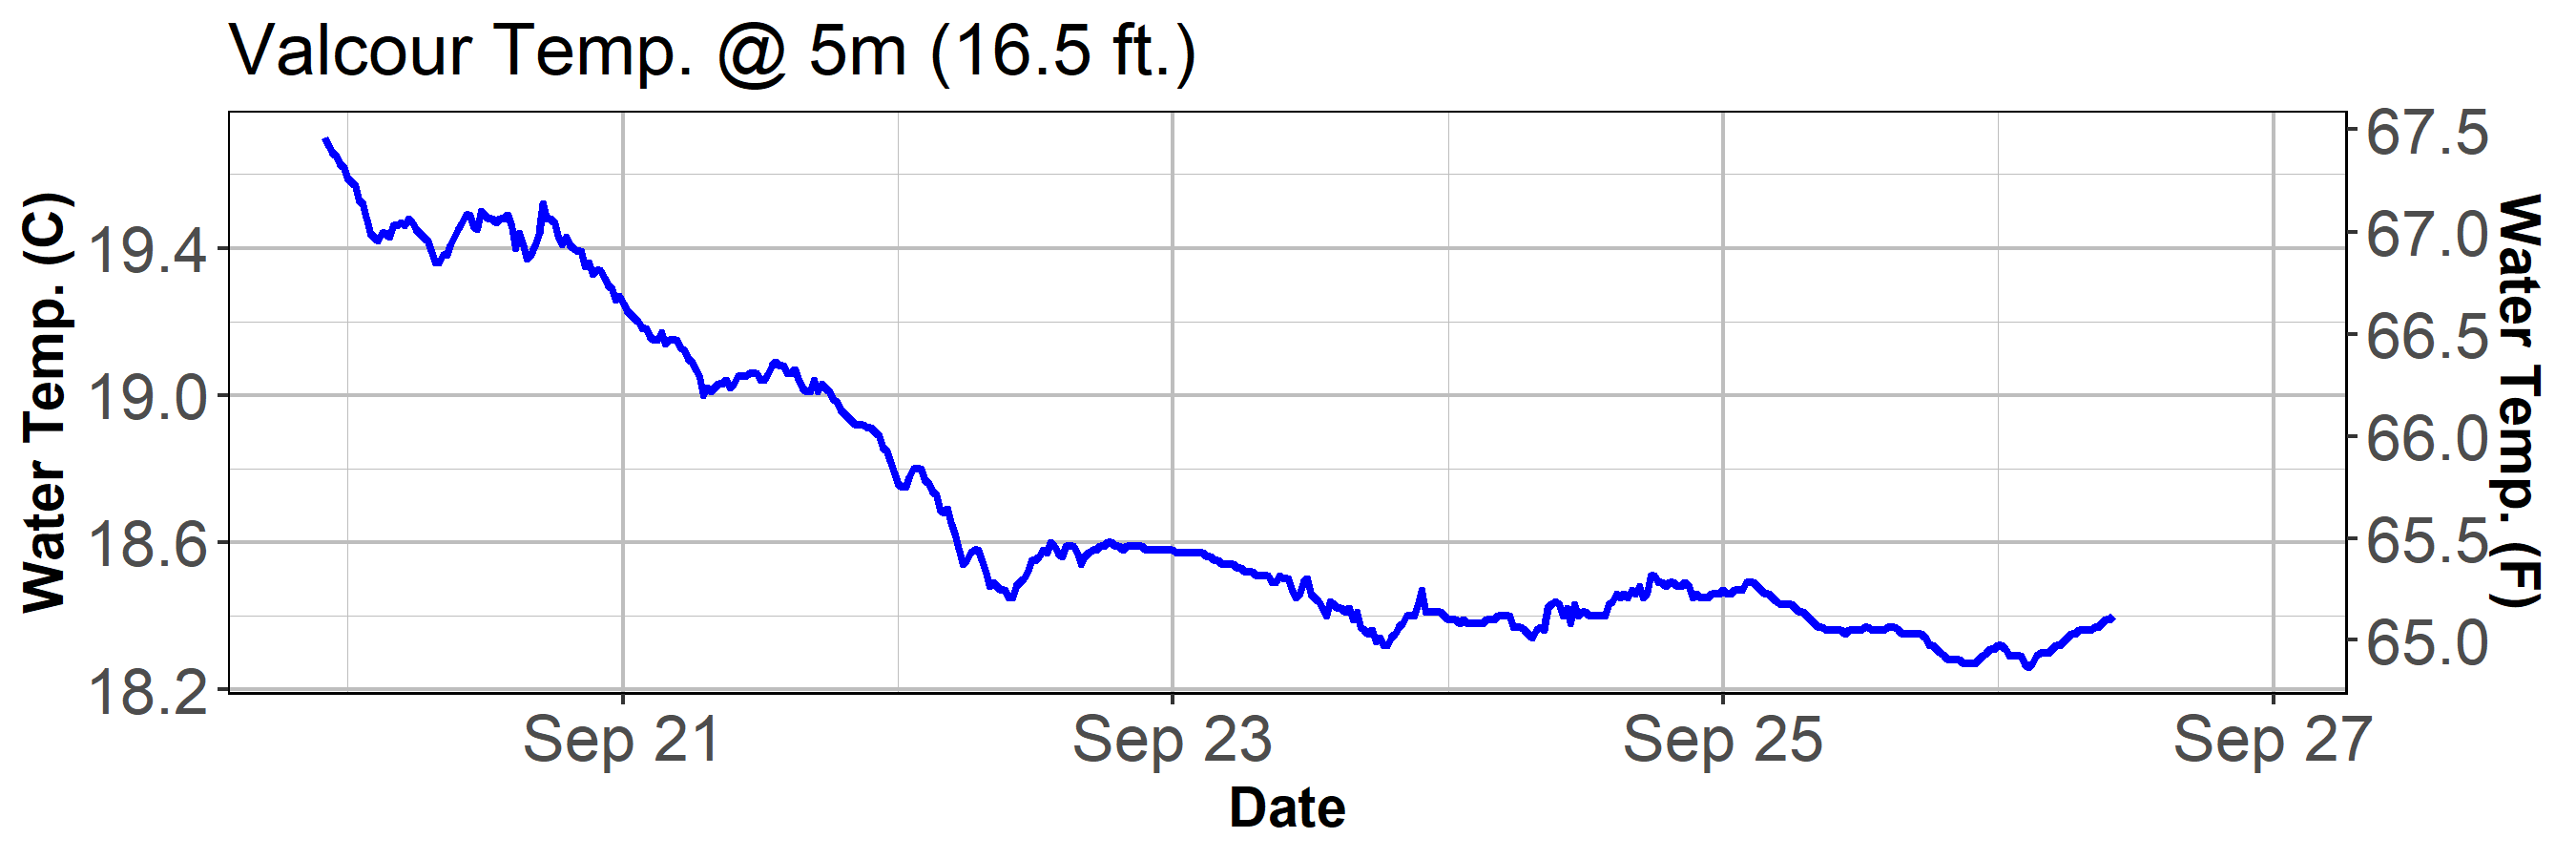 Valcour Temp. @ 5m (16.5 ft.)
Water Temp. (C)
19.4
19.0
18.6
18.2
67.5
67.0
66.5
66.0
65.5
65.0
Water Temp. (F)
Sep 21 Sep 23 Sep 25 Sep 27
Date